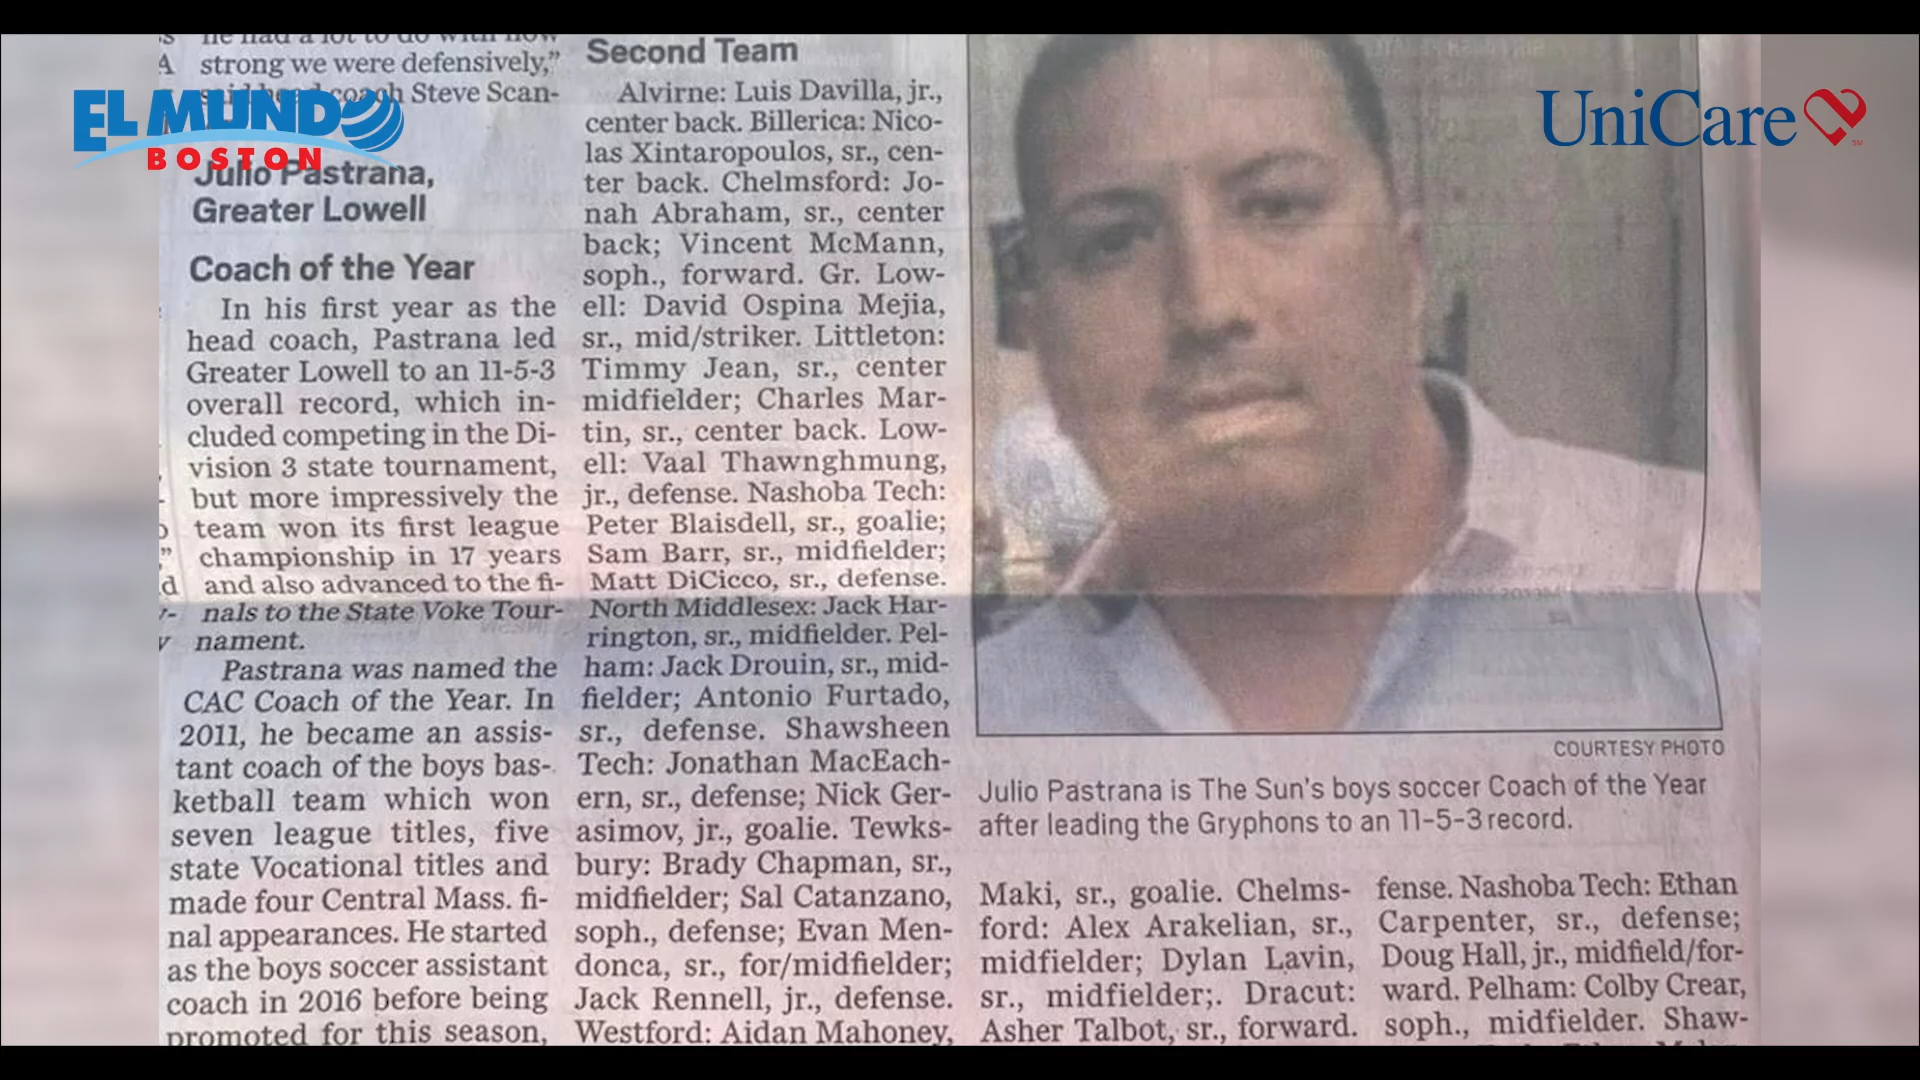 he had a lot to do with how
strong we were defensively,”
said head coach Steve Scan-
EL MUNDO
BOSTON
Julio Pastrana,
Greater Lowell
Coach of the Year
In his first year as the
head coach, Pastrana led
Greater Lowell to an 11-5-3
overall record, which in-
cluded competing in the Di-
vision 3 state tournament,
but more impressively the
team won its first league
championship in 17 years
and also advanced to the fi-
nals to the State Voke Tour-
nament.
Pastrana was named the
CAC Coach of the Year. In
2011, he became an assis-
tant coach of the boys bas-
ketball team which won
seven league titles, five
state Vocational titles and
made four Central Mass. fi-
nal appearances. He started
as the boys soccer assistant
coach in 2016 before being
promoted for this season,
Second Team
Alvirne: Luis Davilla, jr.,
center back. Billerica: Nico-
las Xintaropoulos, sr., cen-
ter back. Chelmsford: Jo-
nah Abraham, sr., center
back; Vincent McMann,
soph., forward. Gr. Low-
ell: David Ospina Mejia,
sr., mid/striker. Littleton:
Timmy Jean, sr., center
midfielder; Charles Mar-
tin, sr., center back. Low-
ell: Vaal Thawnghmung,
jr., defense. Nashoba Tech:
Peter Blaisdell, sr., goalie;
Sam Barr, sr., midfielder;
Matt DiCicco, sr., defense.
North Middlesex: Jack Har-
rington, sr., midfielder. Pel-
ham: Jack Drouin, sr., mid-
fielder; Antonio Furtado,
sr., defense. Shawsheen
Tech: Jonathan MacEach-
ern, sr., defense; Nick Ger-
asimov, jr., goalie. Tewks-
bury: Brady Chapman, sr.,
midfielder; Sal Catanzano,
soph., defense; Evan Men-
donca, sr., for/midfielder;
Jack Rennell, jr., defense.
Westford: Aidan Mahoney,
UniCare
COURTESY PHOTO
Julio Pastrana is The Sun’s boys soccer Coach of the Year
after leading the Gryphons to an 11-5-3 record.
Maki, sr., goalie. Chelms-
ford: Alex Arakelian, sr.,
midfielder; Dylan Lavin,
sr., midfielder;. Dracut:
Asher Talbot, sr., forward.
fense. Nashoba Tech: Ethan
Carpenter, sr., defense;
Doug Hall, jr., midfield/for-
ward. Pelham: Colby Crear,
soph., midfielder. Shaw-